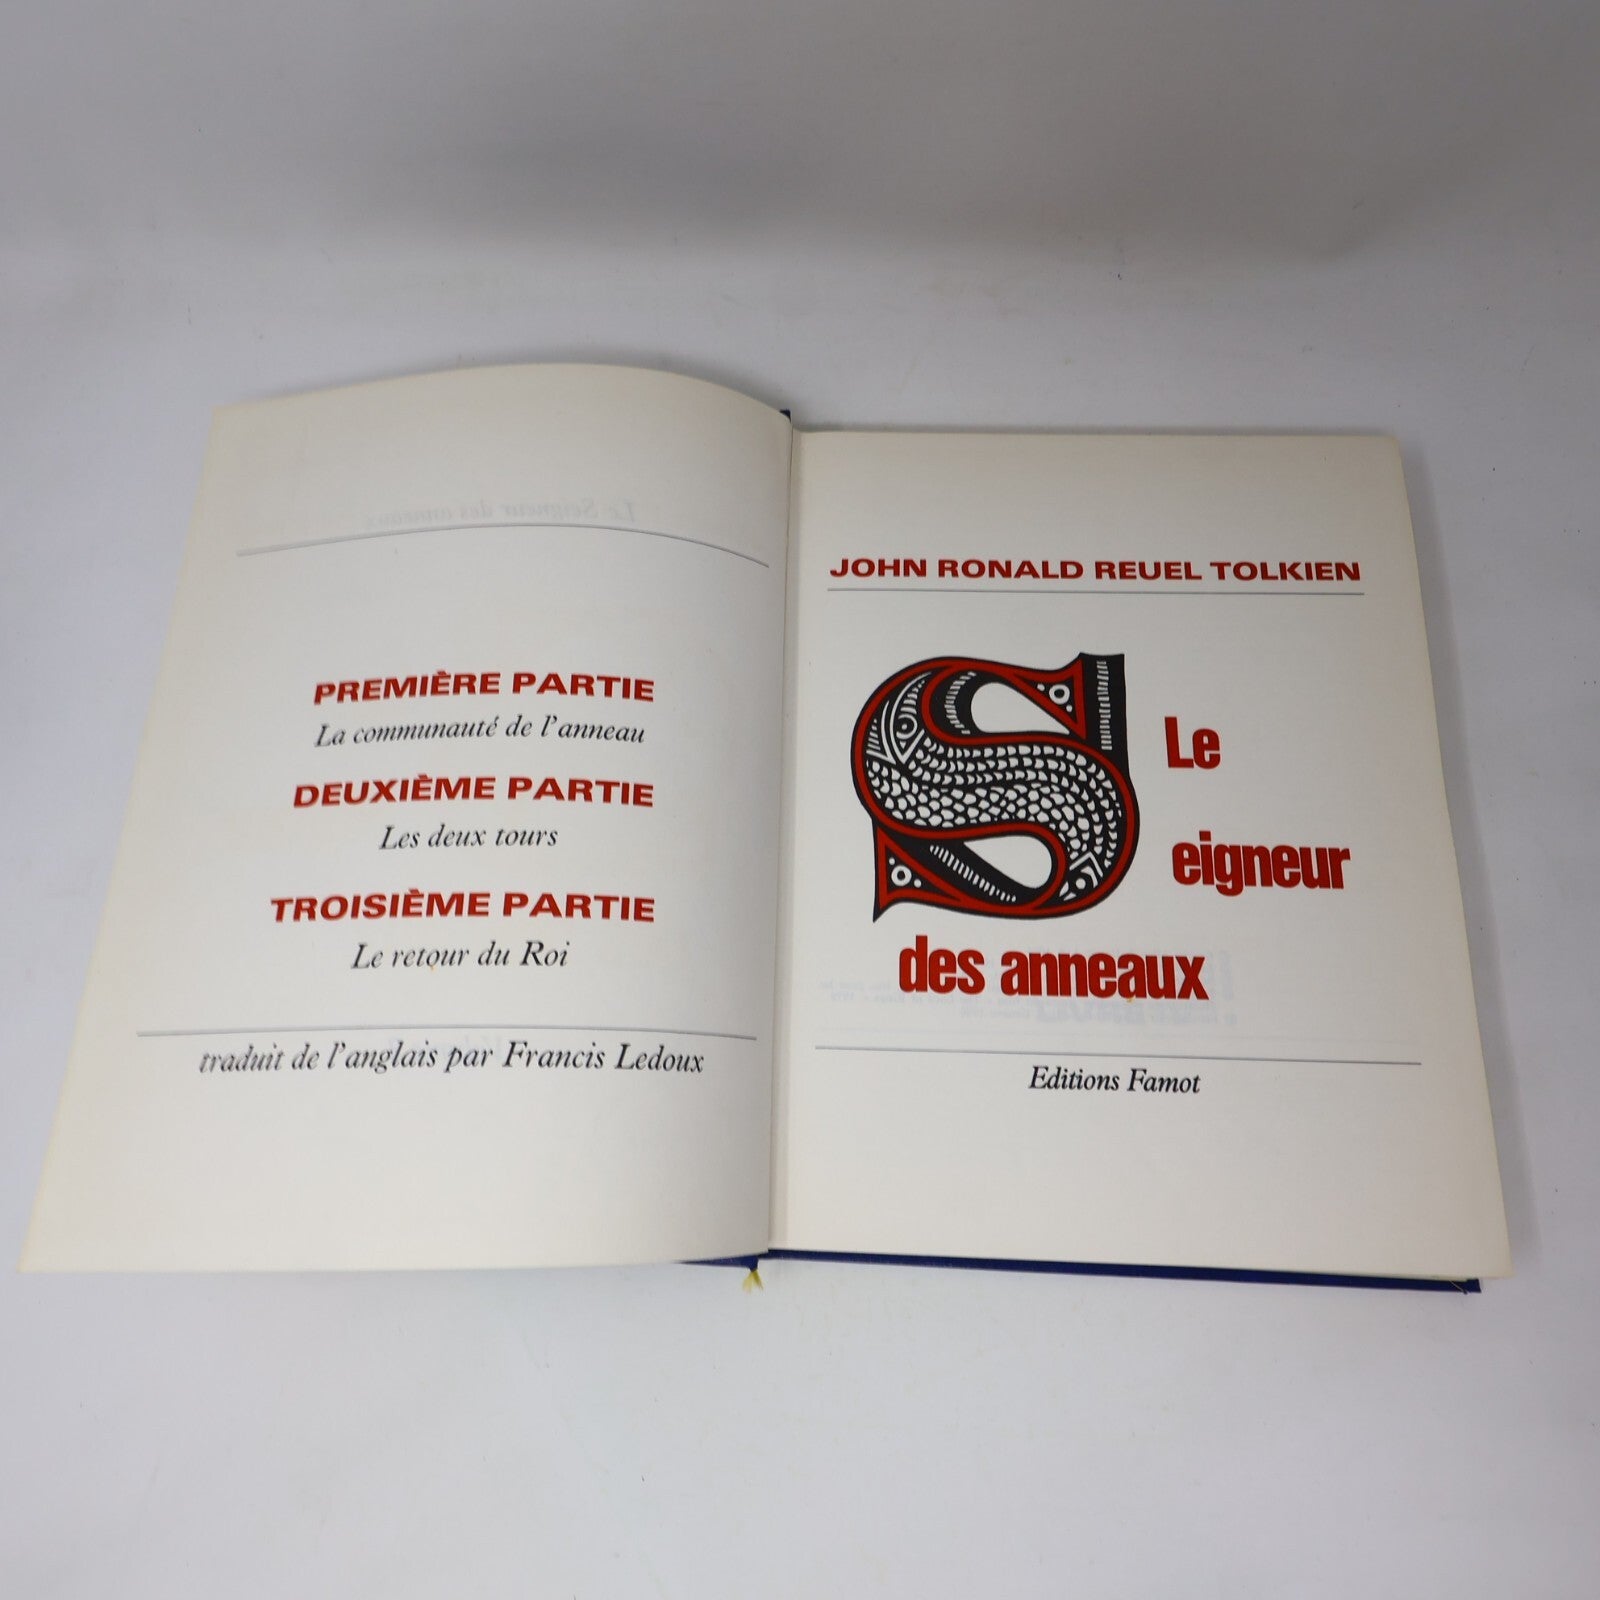 PREMIÈRE PARTIE
La communauté de l'anneau
DEUXIÈME PARTIE
Les deux tours
TROISIÈME PARTIE
Le retour du Roi
traduit de l'anglais par Francis Ledoux
JOHN RONALD REUEL TOLKIEN
Le
Seigneur
des anneaux
Editions Famot